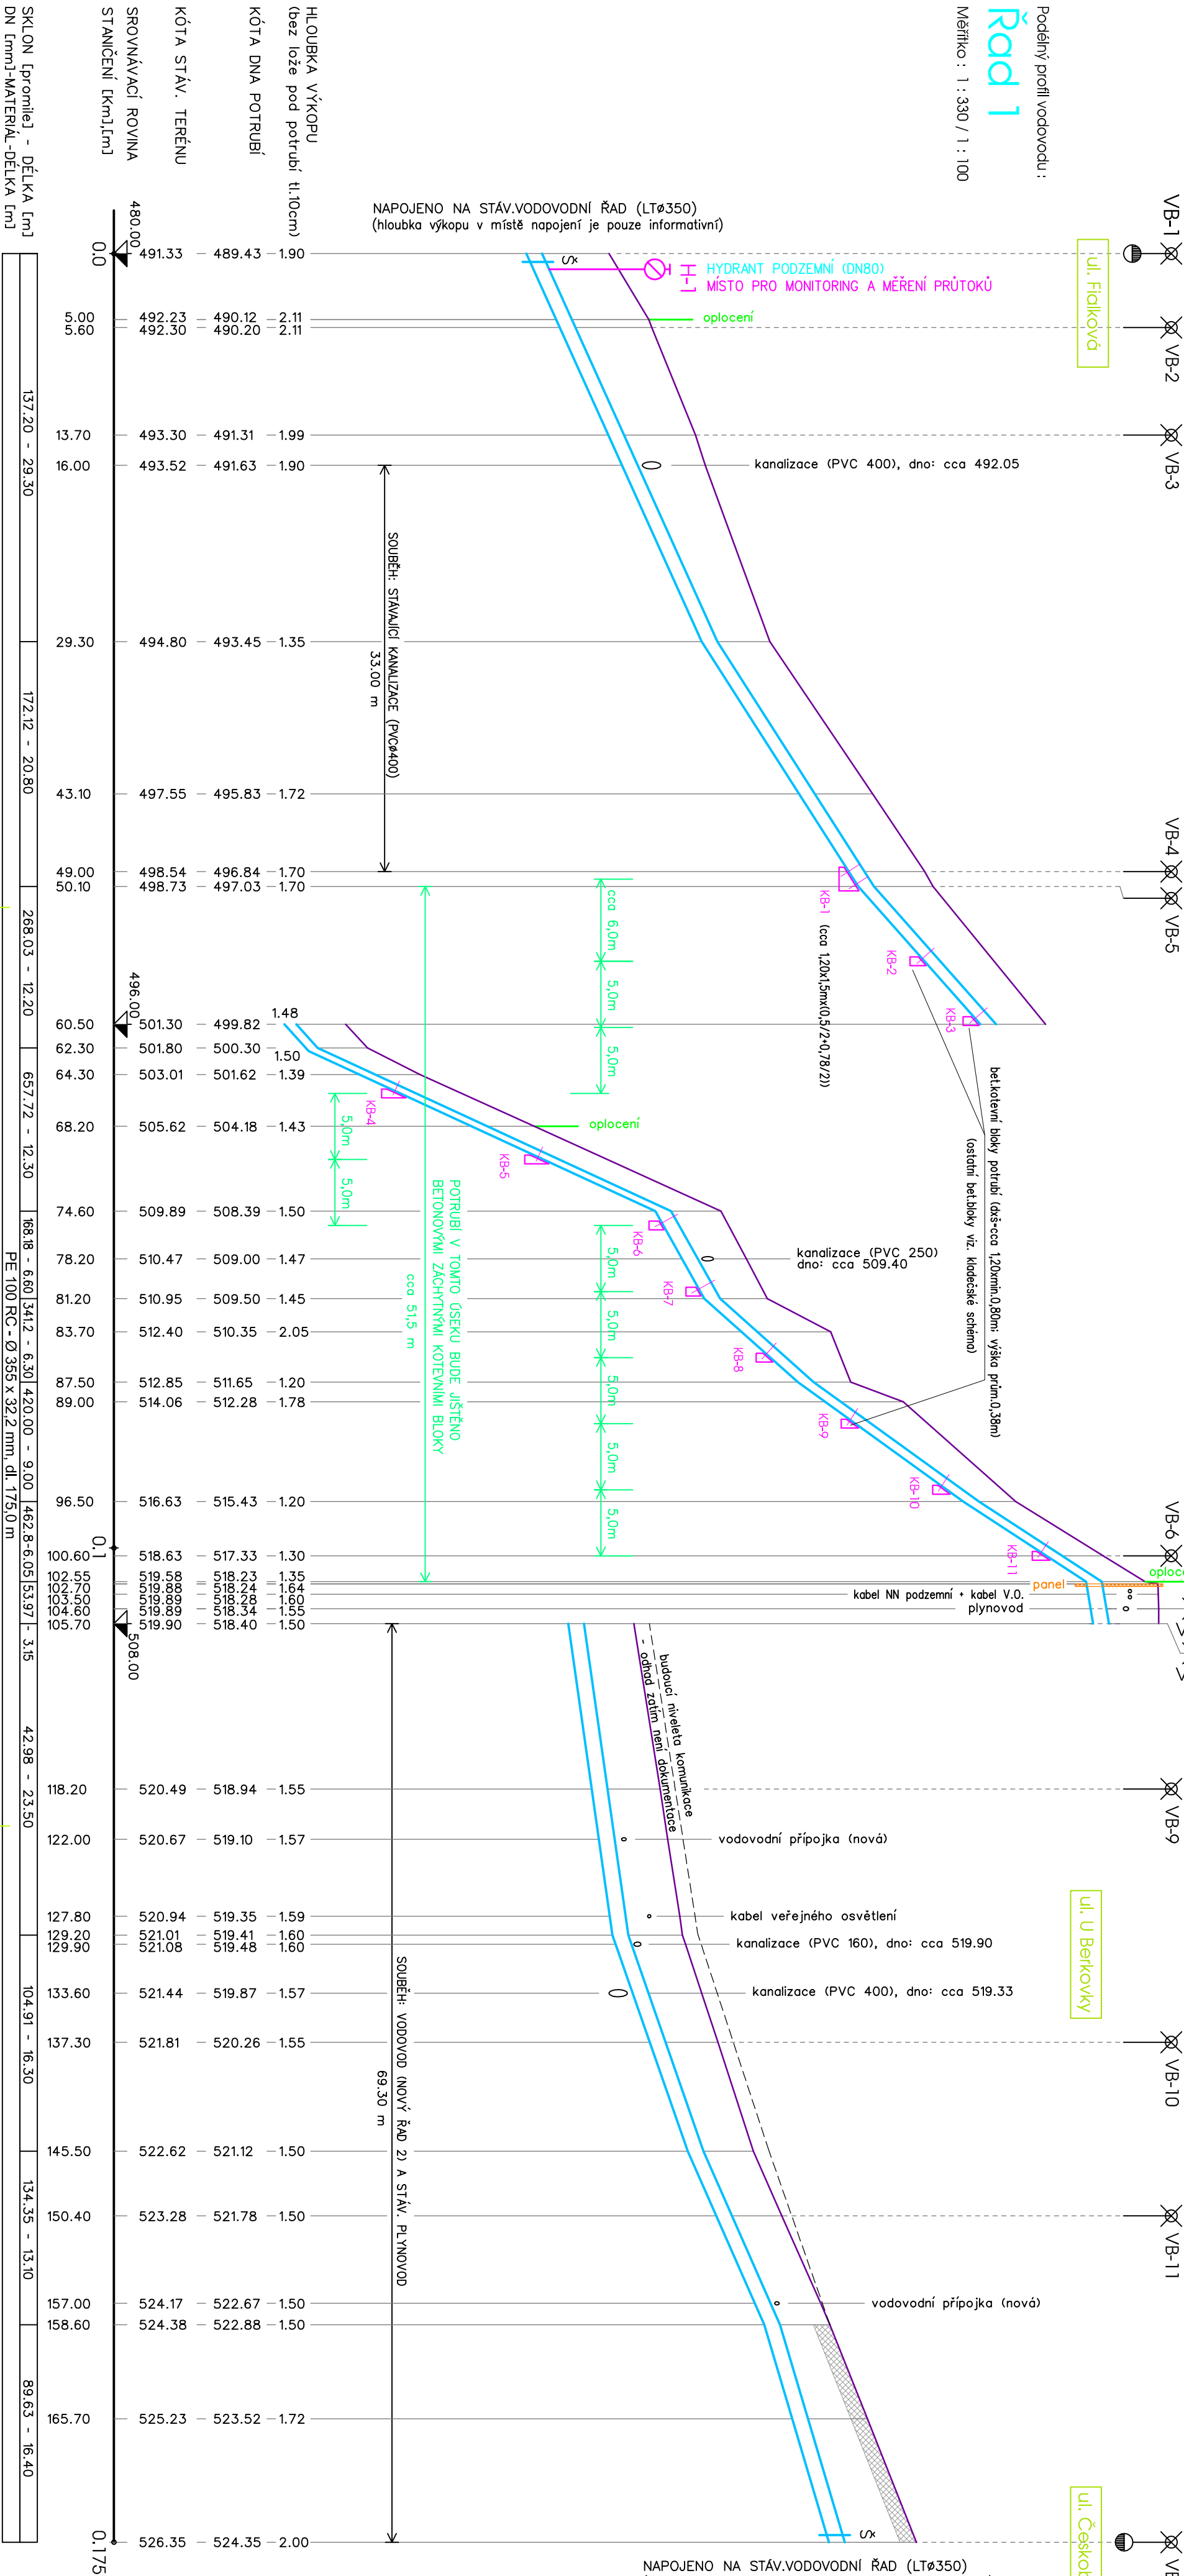 Podélný profil vodovodu :
Řad 1
Měřítko : 1 : 330 / 1 : 100
HLOUBKA VÝKOPU
(bez lože pod potrubí tl.10cm)
KÓTA DNA POTRUBÍ
KÓTA STÁV. TERÉNU
SROVNÁVACÍ ROVINA
STANIČENÍ [Km],[m]
SKLON [promile] - DÉLKA [m]
DN [mm]-MATERIÁL-DÉLKA [m]
VB-1
VB-2
VB-3
VB-4
VB-5
VB-6
VB-9
VB-10
VB-11
ul. Fialková
ul. U Berkovky
NAPOJENO NA STÁV.VODOVODNÍ ŘAD (LTø350)
(hloubka výkopu v místě napojení je pouze informativní)
Š
H-1
HYDRANT PODZEMNÍ (DN80)
MÍSTO PRO MONITORING A MĚŘENÍ PRŮTOKŮ
oplocení
kanalizace (PVC 400), dno: cca 492.05
SOUBĚH: STÁVAJÍCÍ KANALIZACE (PVCø400)
33.00 m
KB-1 (cca 1,20x1,5mx(0,5/2+0,78/2))
KB-2
KB-3
bet.kotevní bloky potrubí (dxš=cca 1,20xmin.0,80m; výška prům.0,38m)
(ostatní bet.bloky viz. kladečské schéma)
cca 6,0m
5,0m
5,0m
KB-4
oplocení
KB-5
5,0m
5,0m
POTRUBÍ V TOMTO ÚSEKU BUDE JIŠTĚNO
BETONOVÝMI ZÁCHYTNÝMI KOTEVNÍMI BLOKY
cca 51,5 m
KB-6
kanalizace (PVC 250)
dno: cca 509.40
KB-7
KB-8
KB-9
KB-10
KB-11
5,0m
5,0m
5,0m
5,0m
5,0m
panel
kabel NN podzemní + kabel V.O.
plynovod
budoucí niveleta komunikace
- odhad zatím není dokumentace
vodovodní přípojka (nová)
kabel veřejného osvětlení
kanalizace (PVC 160), dno: cca 519.90
kanalizace (PVC 400), dno: cca 519.33
SOUBĚH: VODOVOD (NOVÝ ŘAD 2) A STÁV. PLYNOVOD
69.30 m
vodovodní přípojka (nová)
Š
NAPOJENO NA STÁV.VODOVODNÍ ŘAD (LTø350)
480.00
0.0 491.33 489.43 1.90
5.00 492.23 490.12 2.11
5.60 492.30 490.20 2.11
13.70 493.30 491.31 1.99
16.00 493.52 491.63 1.90
29.30 494.80 493.45 1.35
43.10 497.55 495.83 1.72
49.00 498.54 496.84 1.70
50.10 498.73 497.03 1.70
496.00
60.50 501.30 499.82 1.48
62.30 501.80 500.30 1.50
64.30 503.01 501.62 1.39
68.20 505.62 504.18 1.43
74.60 509.89 508.39 1.50
78.20 510.47 509.00 1.47
81.20 510.95 509.50 1.45
83.70 512.40 510.35 2.05
87.50 512.85 511.65 1.20
89.00 514.06 512.28 1.78
96.50 516.63 515.43 1.20
0.1
100.60 518.63 517.33 1.30
102.55 519.58 518.23 1.35
102.70 519.88 518.24 1.64
103.50 519.89 518.28 1.60
104.60 519.89 518.34 1.55
105.70 519.90 518.40 1.50
508.00
118.20 520.49 518.94 1.55
122.00 520.67 519.10 1.57
127.80 520.94 519.35 1.59
129.20 521.01 519.41 1.60
129.90 521.08 519.48 1.60
133.60 521.44 519.87 1.57
137.30 521.81 520.26 1.55
145.50 522.62 521.12 1.50
150.40 523.28 521.78 1.50
157.00 524.17 522.67 1.50
158.60 524.38 522.88 1.50
165.70 525.23 523.52 1.72
0.175 526.35 524.35 2.00
137.20 - 29.30
172.12 - 20.80
268.03 - 12.20
657.72 - 12.30
168.18 - 6.60
341.2 - 6.30
420.00 - 9.00
462.8-6.05
53.97 - 3.15
42.98 - 23.50
104.91 - 16.30
134.35 - 13.10
89.63 - 16.40
PE 100 RC - Ø 355 x 32,2 mm, dl. 175,0 m